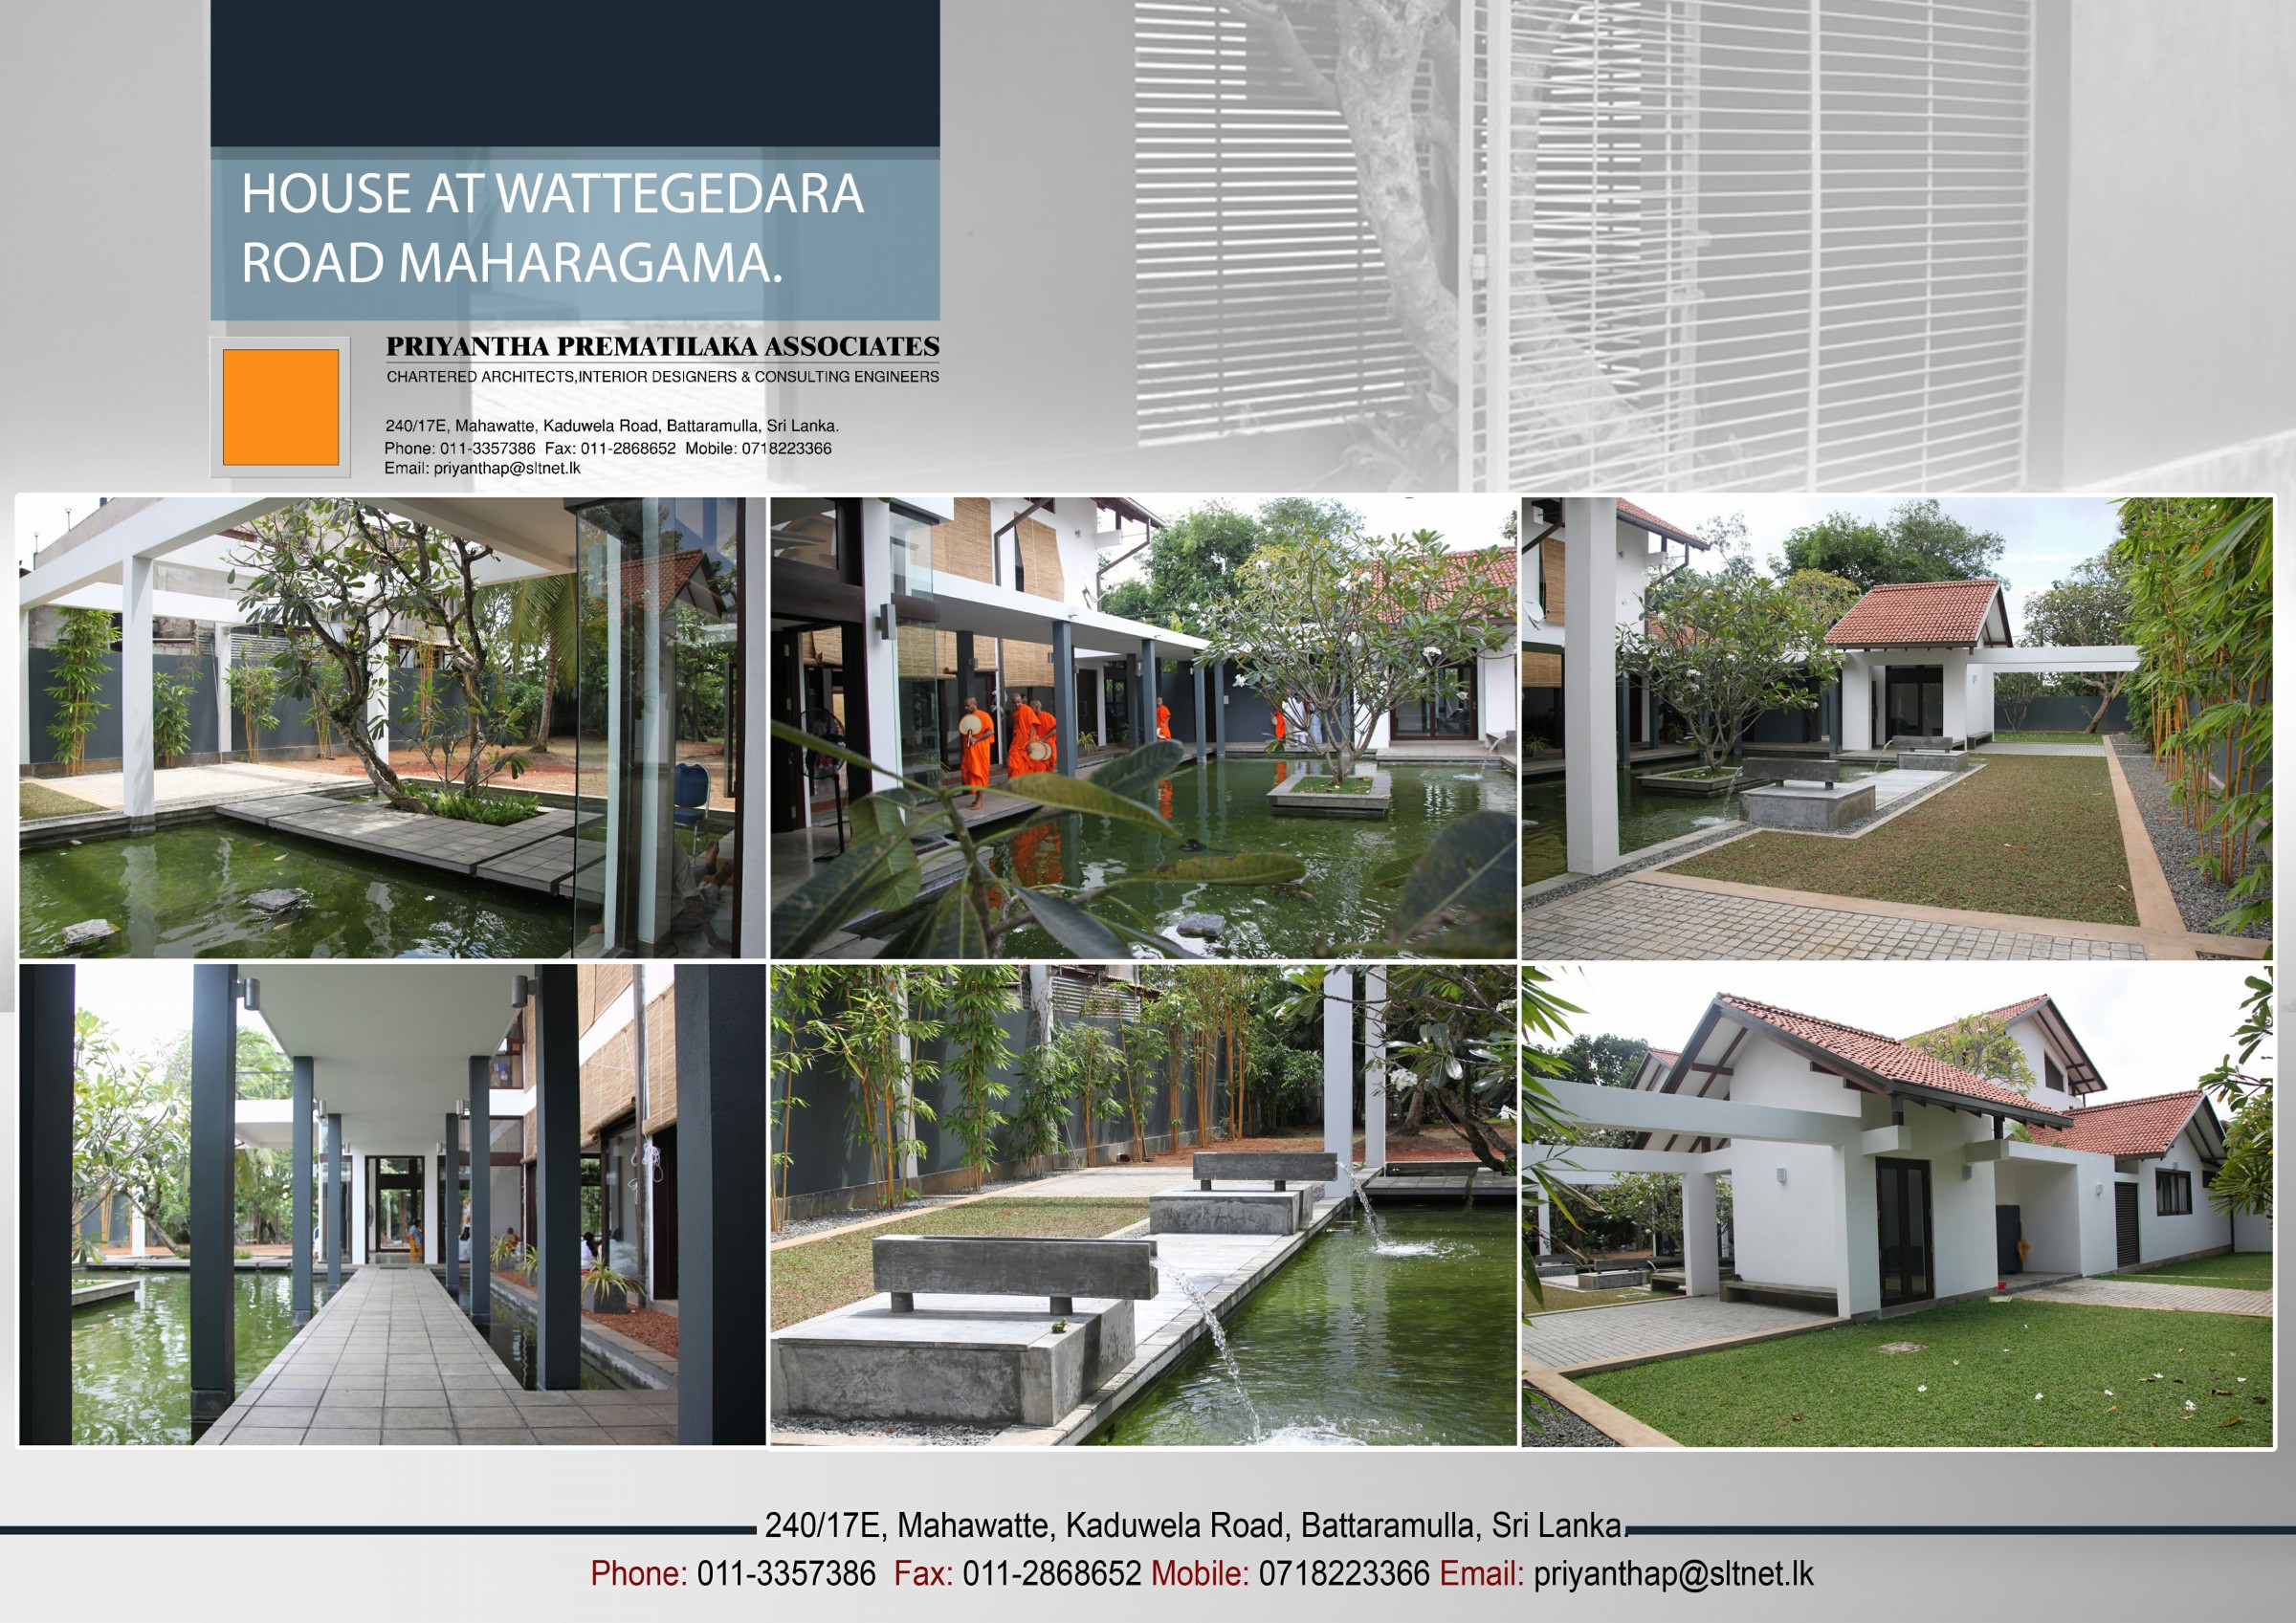 HOUSE AT WATTEGEDARA
ROAD MAHARAGAMA.
PRIYANTHA PREMATILAKA ASSOCIATES
CHARTERED ARCHITECTS,INTERIOR DESIGNERS & CONSULTING ENGINEERS
240/17E, Mahawatte, Kaduwela Road, Battaramulla, Sri Lanka.
Phone: 011-3357386 Fax: 011-2868652 Mobile: 0718223366
Email: priyanthap@sltnet.lk
240/17E, Mahawatte, Kaduwela Road, Battaramulla, Sri Lanka.
Phone: 011-3357386 Fax: 011-2868652 Mobile: 0718223366 Email: priyanthap@sltnet.lk